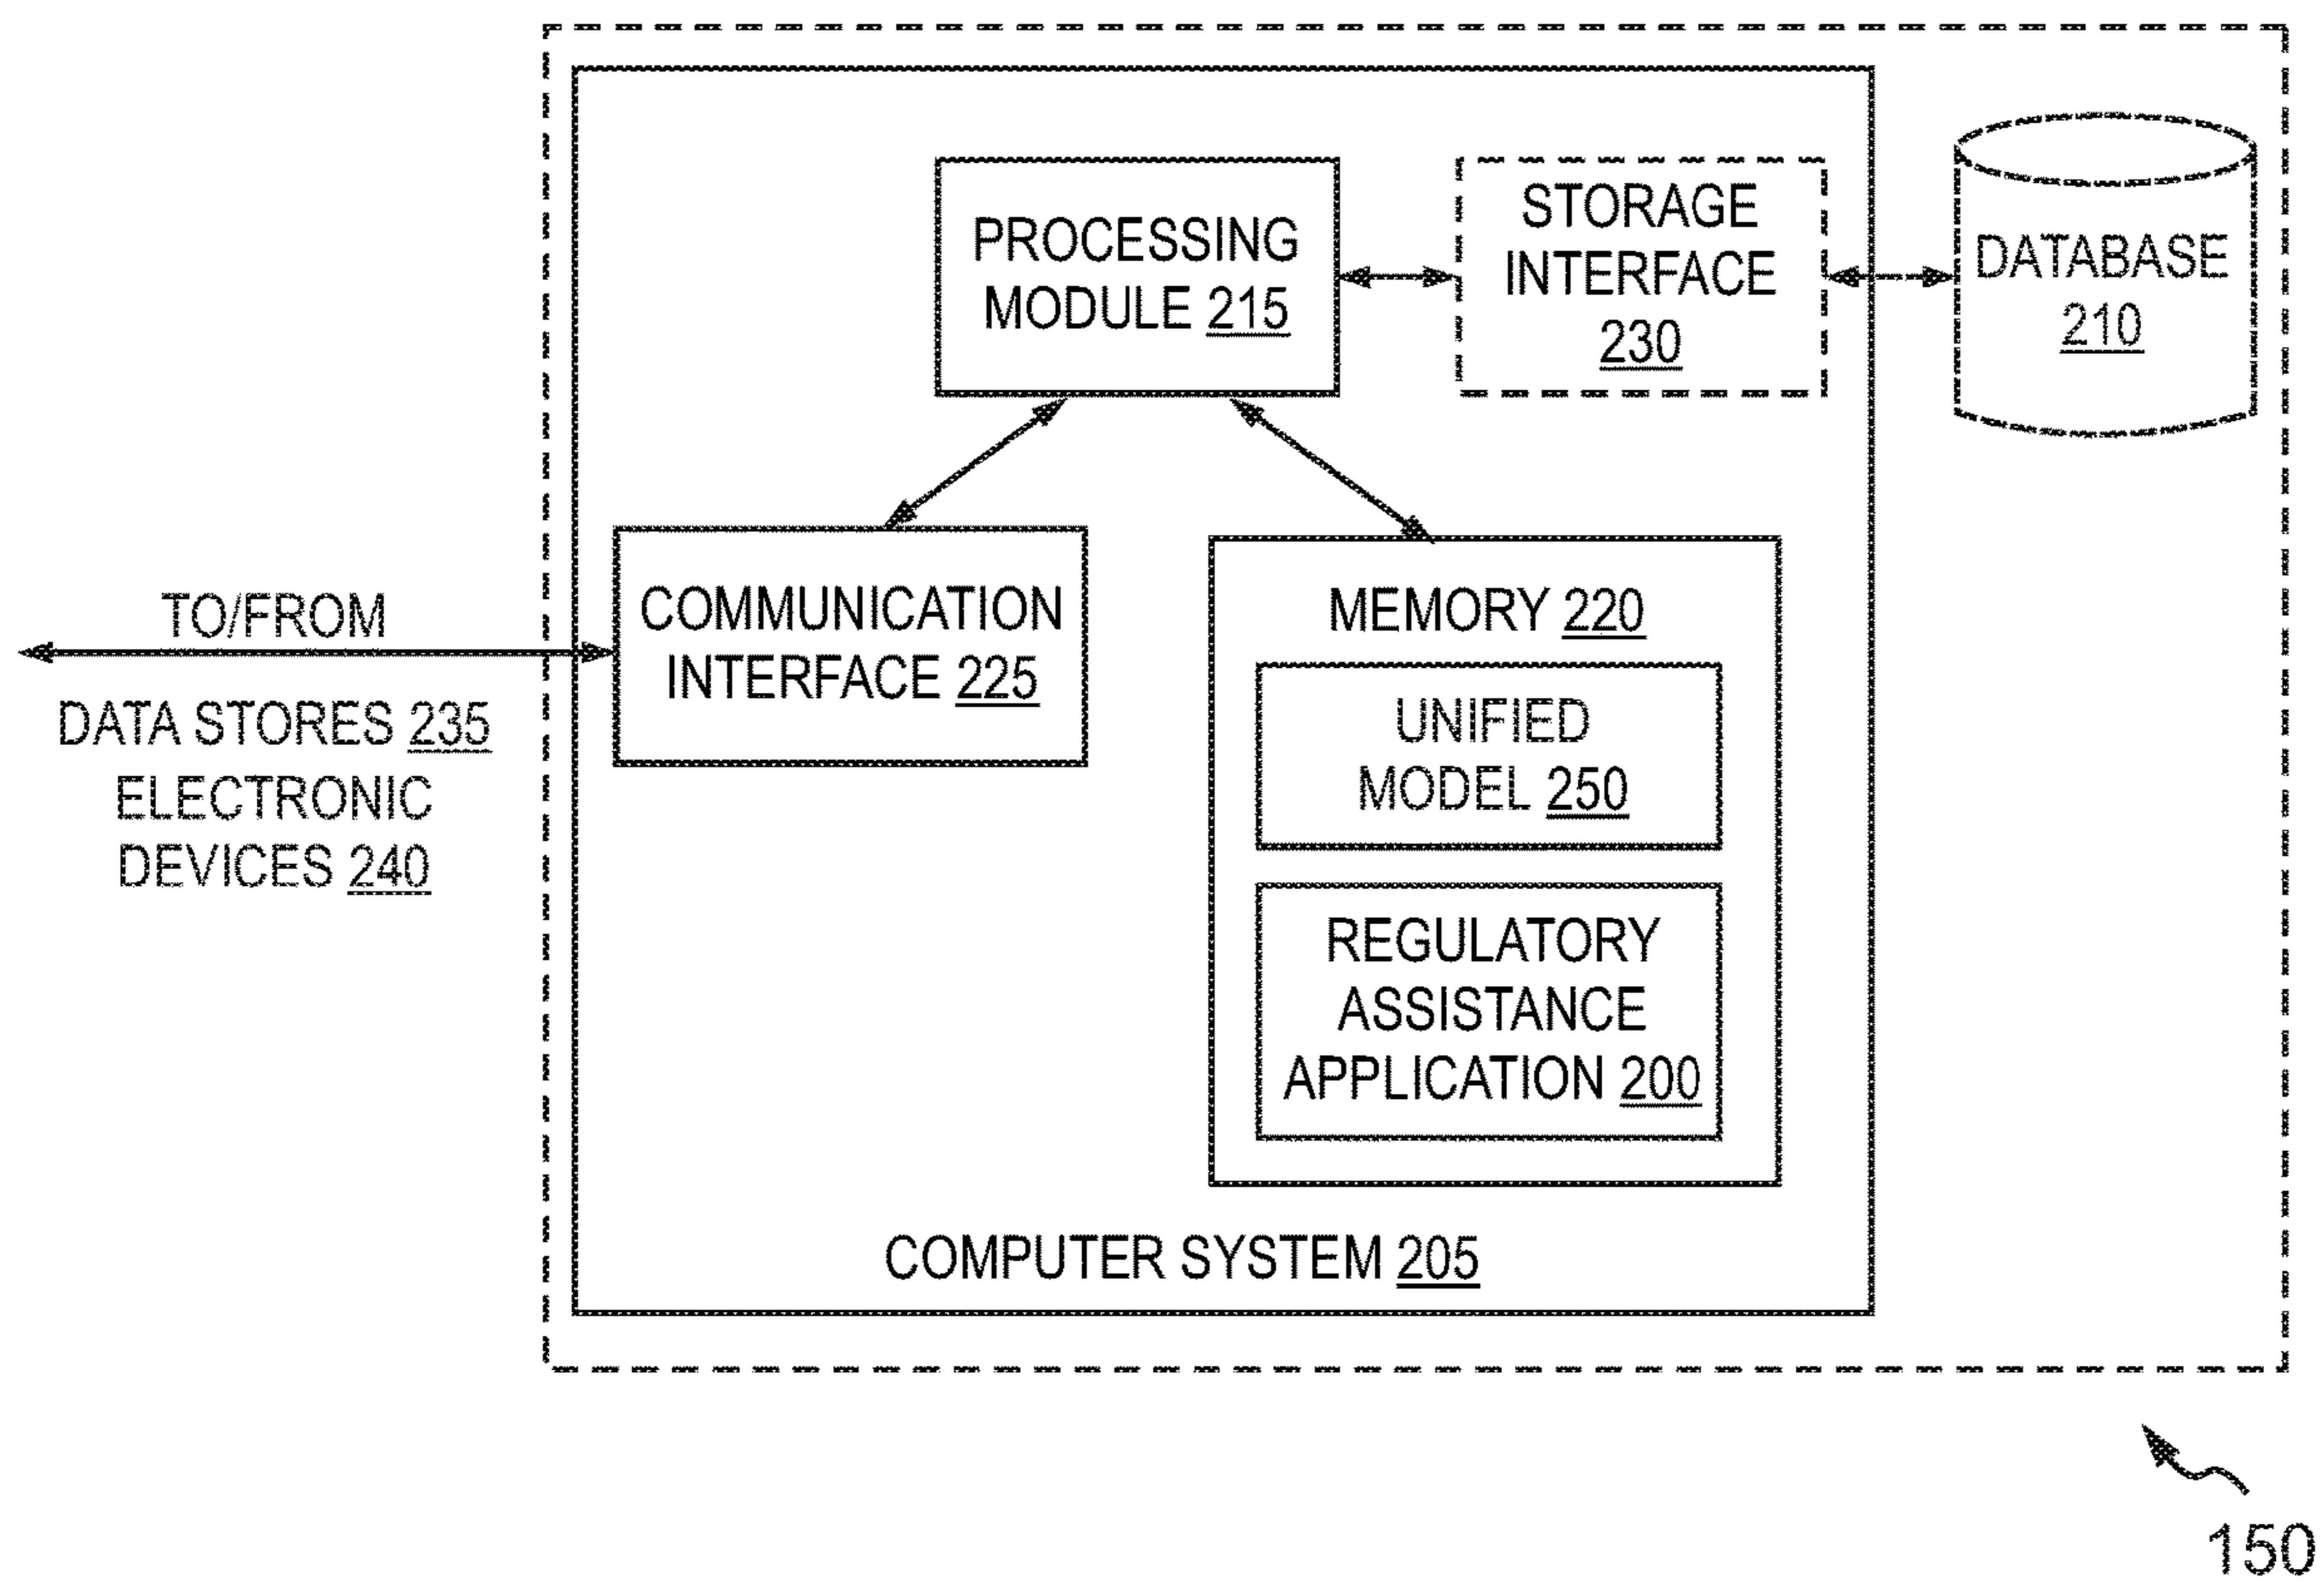 PROCESSING
MODULE 215
STORAGE
INTERFACE
230
DATABASE
210
TO/FROM
DATA STORES 235
ELECTRONIC
DEVICES 240
COMMUNICATION
INTERFACE 225
MEMORY 220
UNIFIED
MODEL 250
REGULATORY
ASSISTANCE
APPLICATION 200
COMPUTER SYSTEM 205
150